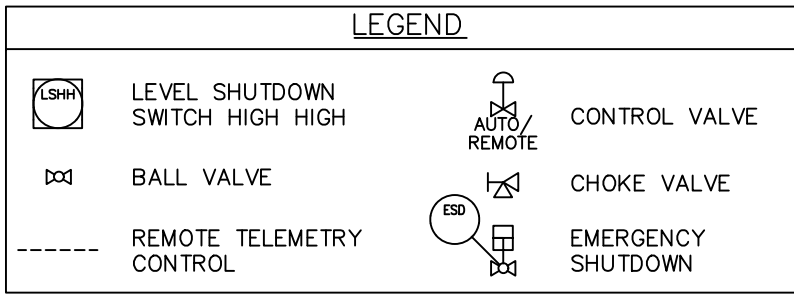 LEGEND
LSHH
LEVEL SHUTDOWN
SWITCH HIGH HIGH
AUTO/
REMOTE
CONTROL VALVE
BALL VALVE
CHOKE VALVE
REMOTE TELEMETRY
CONTROL
ESD
EMERGENCY
SHUTDOWN